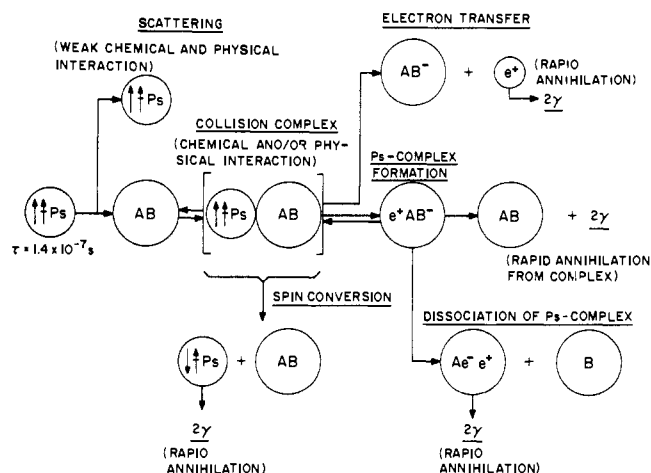 SCATTERING
(WEAK CHEMICAL AND PHYSICAL
INTERACTION)
↑↑Ps
ELECTRON TRANSFER
AB⁻ + e⁺
(RAPID
ANNIHILATION)
2γ
COLLISION COMPLEX
(CHEMICAL AND/OR PHY-
SICAL INTERACTION)
Ps-COMPLEX
FORMATION
↑↑Ps
AB
↑↑Ps
AB
e⁺AB⁻
AB
+ 2γ
τ = 1.4 x 10⁻⁷s
(RAPID ANNIHILATION
FROM COMPLEX)
SPIN CONVERSION
DISSOCIATION OF Ps-COMPLEX
↓↑Ps + AB
Ae⁻ e⁺ + B
2γ
(RAPID
ANNIHILATION)
2γ
(RAPID
ANNIHILATION)